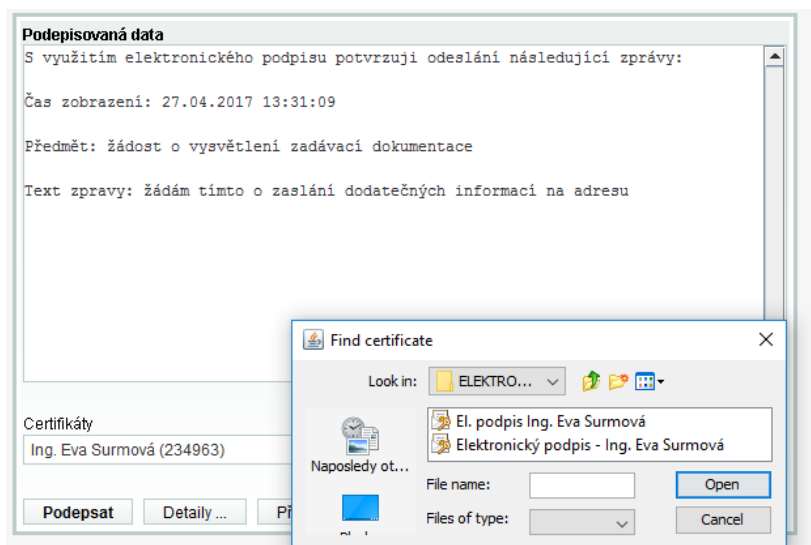 Podepisovaná data
S využitím elektronického podpisu potvrzuji odeslání následující zprávy:
Čas zobrazení: 27.04.2017 13:31:09
Předmět: žádost o vysvětlení zadávací dokumentace
Text zpravy: žádám tímto o zaslání dodatečných informací na adresu
Find certificate
Look in:
ELEKTRO...
El. podpis Ing. Eva Surmová
Elektronický podpis - Ing. Eva Surmová
Naposledy ot...
File name:
Open
Files of type:
Cancel
Certifikáty
Ing. Eva Surmová (234963)
Podepsat
Detaily ...